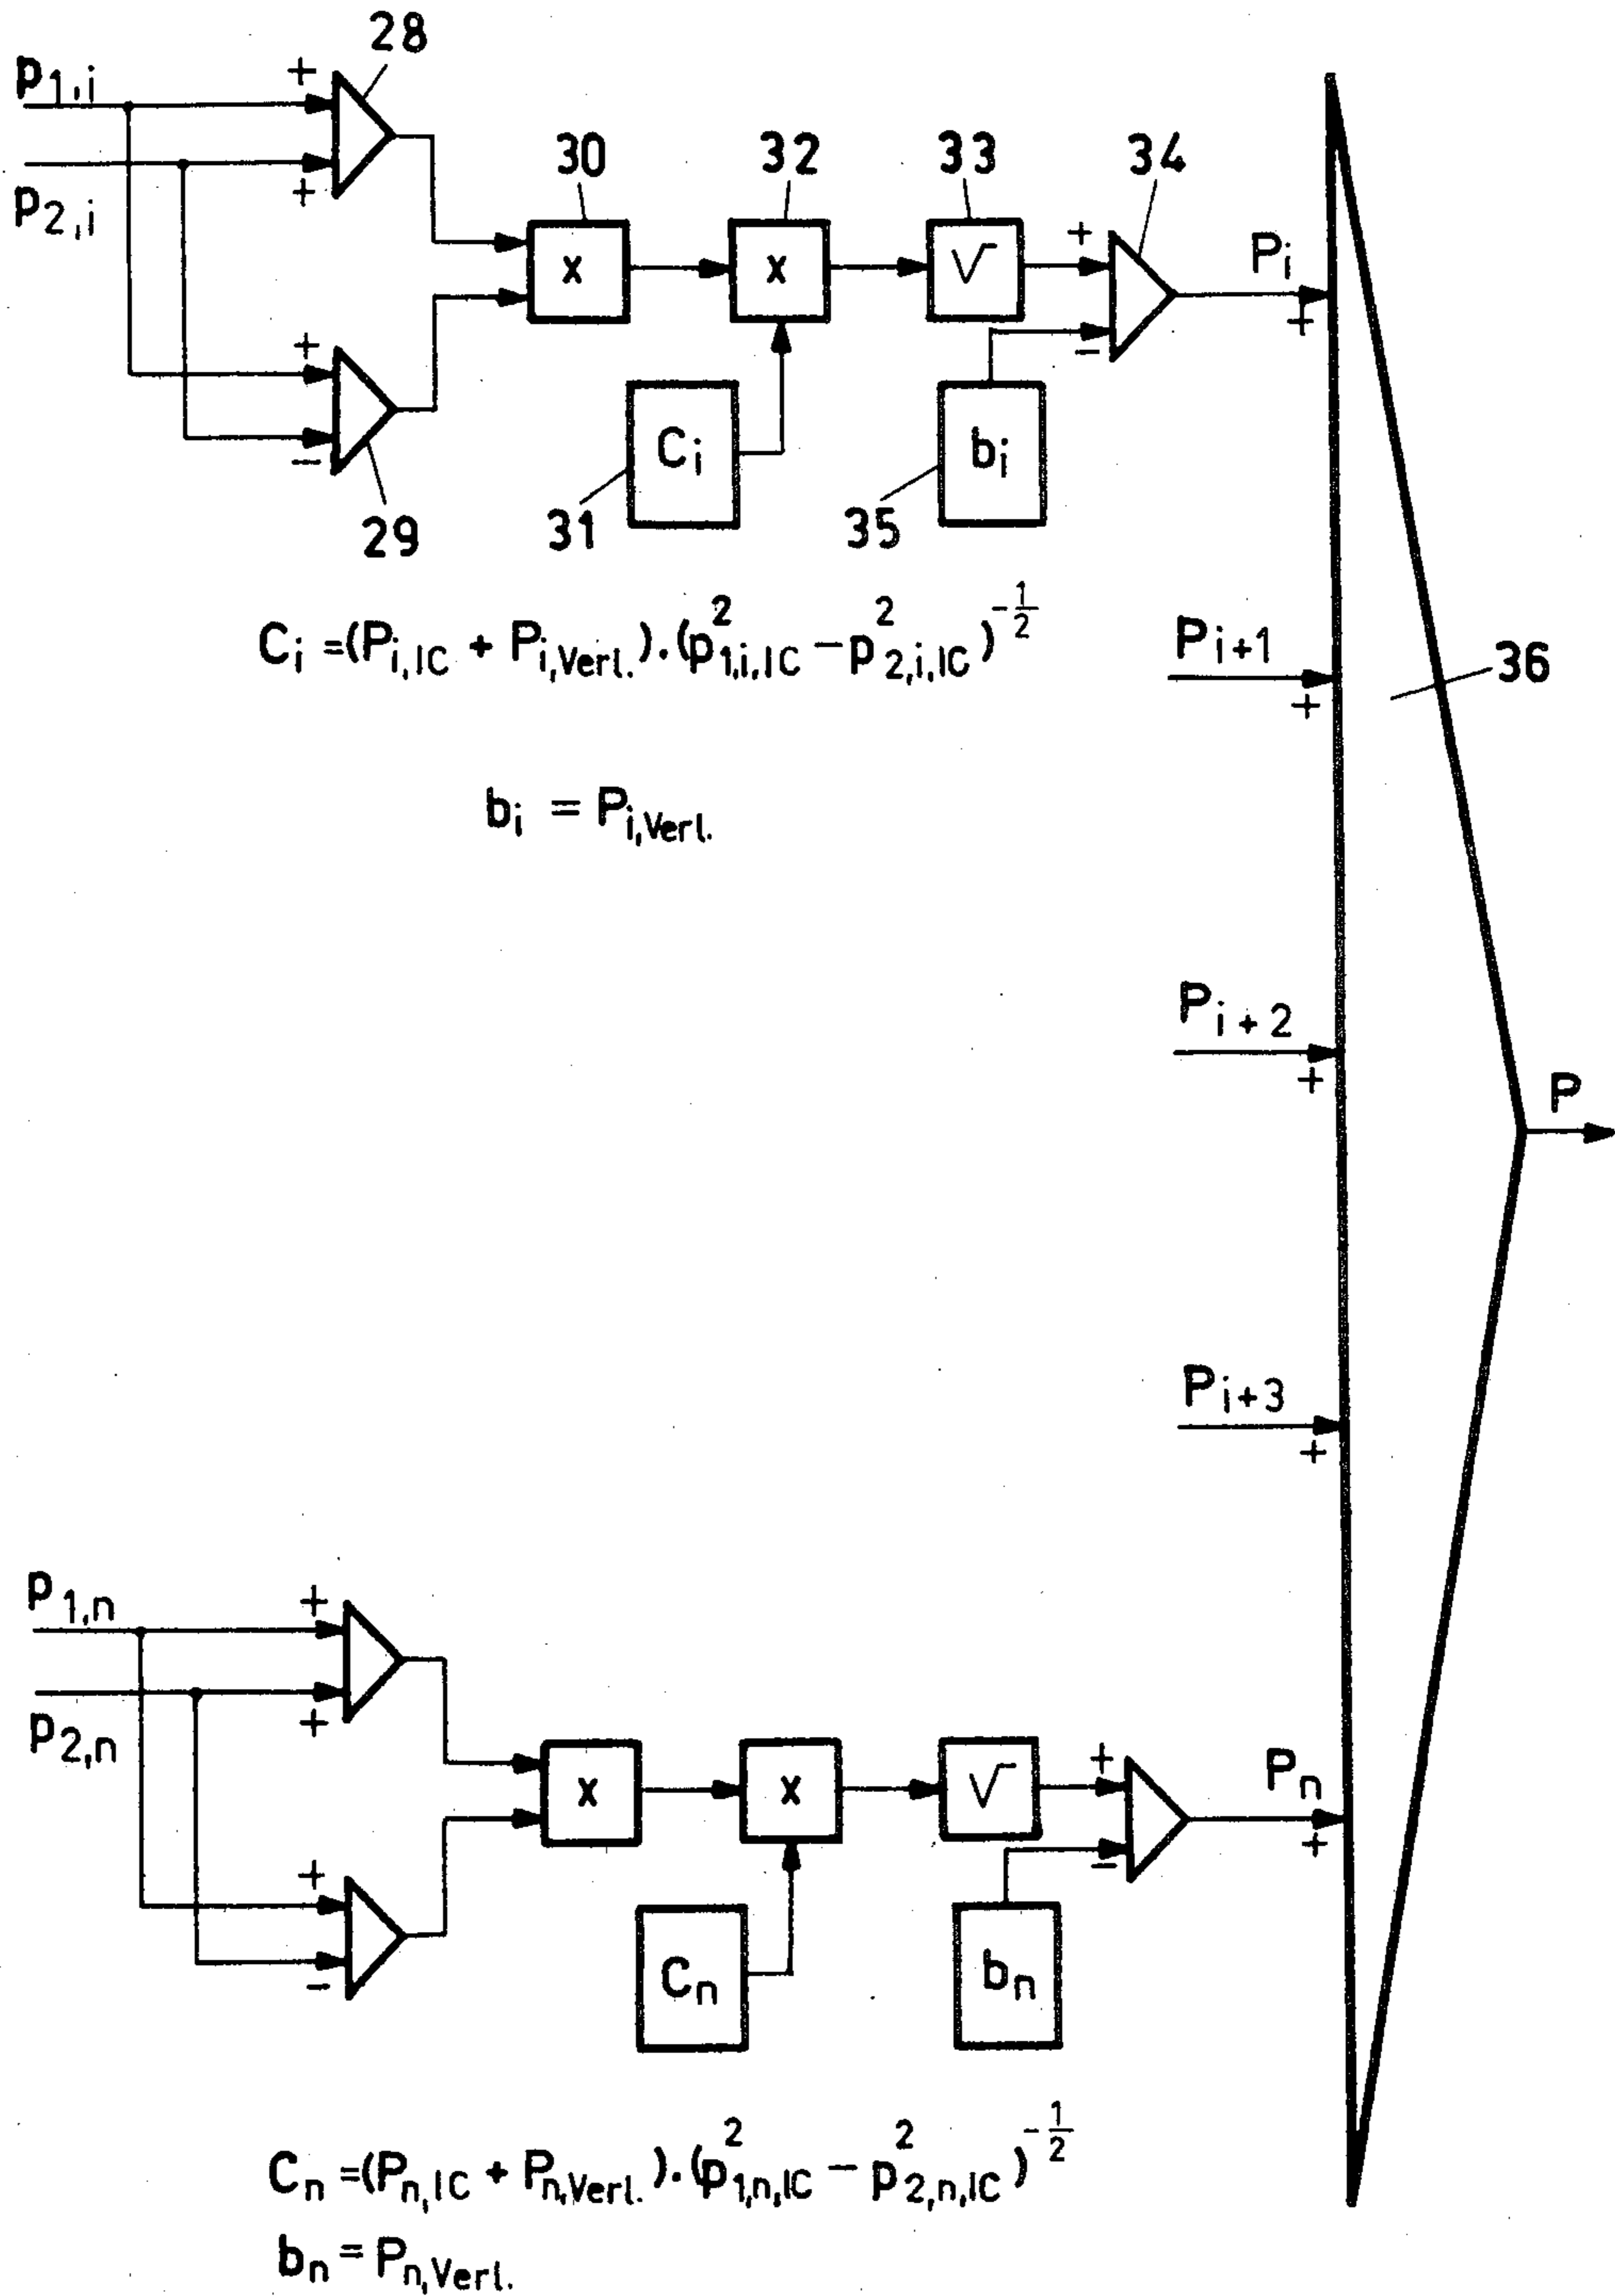 28
p1,i + 30 32 33 34
p2,i +
x x √ + Pi
+ - +
- Ci bi
29 31 35
Ci =(Pi,IC + Pi,Verl.).(p²1,i,IC – p²2,i,IC)^-1/2
Pi+1 36
+
bi = Pi,Verl.
Pi+2
+
P
Pi+3
+
p1,n +
p2,n +
x x √ + Pn
+ - +
- Cn bn
Cn =(Pn,IC + Pn,Verl.).(p²1,n,IC – p²2,n,IC)^-1/2
bn = Pn,Verl.